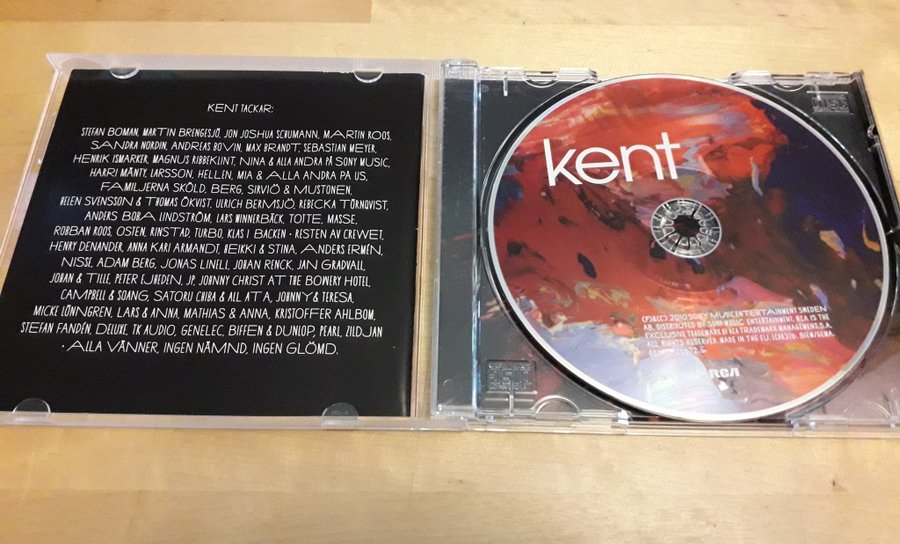 KENT TACKAR:
STEFAN BOMAN, MARTIN BRENGESJÖ, JON JOSHUA SCHUMANN, MARTIN ROOS,
SANDRA NORDIN, ANDREAS BOVIN, MAX BRANDT, SEBASTIAN MEYER,
HENRIK ISMARKER, MAGNUS RIBBEKLINT, NINA & ALLA ANDRA PÅ SONY MUSIC,
HARRI MÄNTY, LARSSON, HELLEN, MIA & ALLA ANDRA PÅ US,
FAMILJERNA SKÖLD, BERG, SIRVIÖ & MUSTONEN,
HELEN SVENSSON & THOMAS ÖKVIST, ULRICH BERMSJÖ, REBECKA TÖRNQVIST,
ANDERS BOBA LINDSTRÖM, LARS WINNERBÄCK, TOTTE, MASSE,
ROBBAN ROOS, OSTEN, RINSTAD, TURBO, KLAS I BACKEN + RESTEN AV CREWET,
HENRY DENANDER, ANNA KARI ARMANDT, HEIKKI & STINA, ANDERS IRMÉN,
NISSE, ADAM BERG, JONAS LINELL, JOHAN RENCK, JAN GRADVALL,
JOHAN & TILLE, PETER EJHEDEN, JP, JOHNNY CHRIST AT THE BOWERY HOTEL,
CAMPBELL & SOANG, SATORU CHIBA & ALL AT A, JOHNNY & TERESA,
MICKE LÖNNGREN, LARS & ANNA, MATHIAS & ANNA, KRISTOFFER AHLBOM,
STEFAN FANDÉN, DELUXE, TK AUDIO, GENELEC, BIFFEN & DUNLOP, PEARL, ZILDJAN
+ ALLA VÄNNER, INGEN NÄMND, INGEN GLÖMD.
kent
(P)&(C) 2010 SONY MUSIC ENTERTAINMENT SWEDEN
AB. DISTRIBUTED BY SONY MUSIC ENTERTAINMENT. RCA IS THE
EXCLUSIVE TRADEMARK OF RCA TRADEMARK MANAGEMENT S.A.
ALL RIGHTS RESERVED. MADE IN THE EU. LC00316. BIEM/GEMA.
RCA